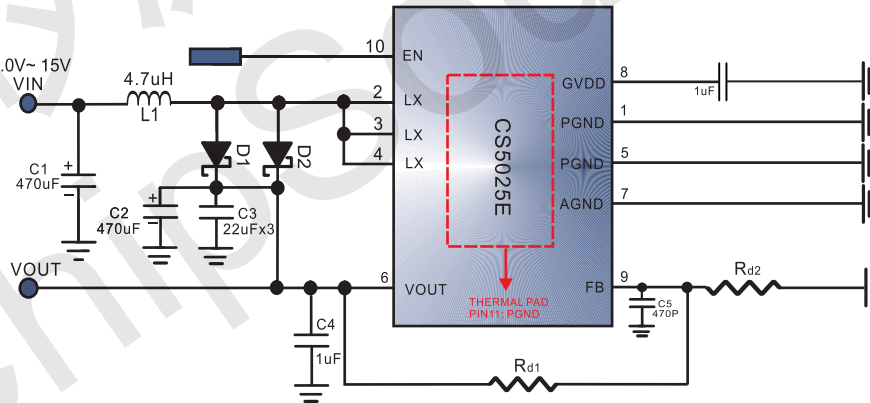 .0V~ 15V
VIN
4.7uH
L1
C1
470uF
+
D1
D2
C2
470uF
+
C3
22uFx3
VOUT
C4
1uF
10
EN
2
LX
3
LX
4
LX
6
VOUT
CS5025E
THERMAL PAD
PIN11: PGND
8
GVDD
1uF
1
PGND
5
PGND
7
AGND
9
FB
C5
470P
Rd2
Rd1